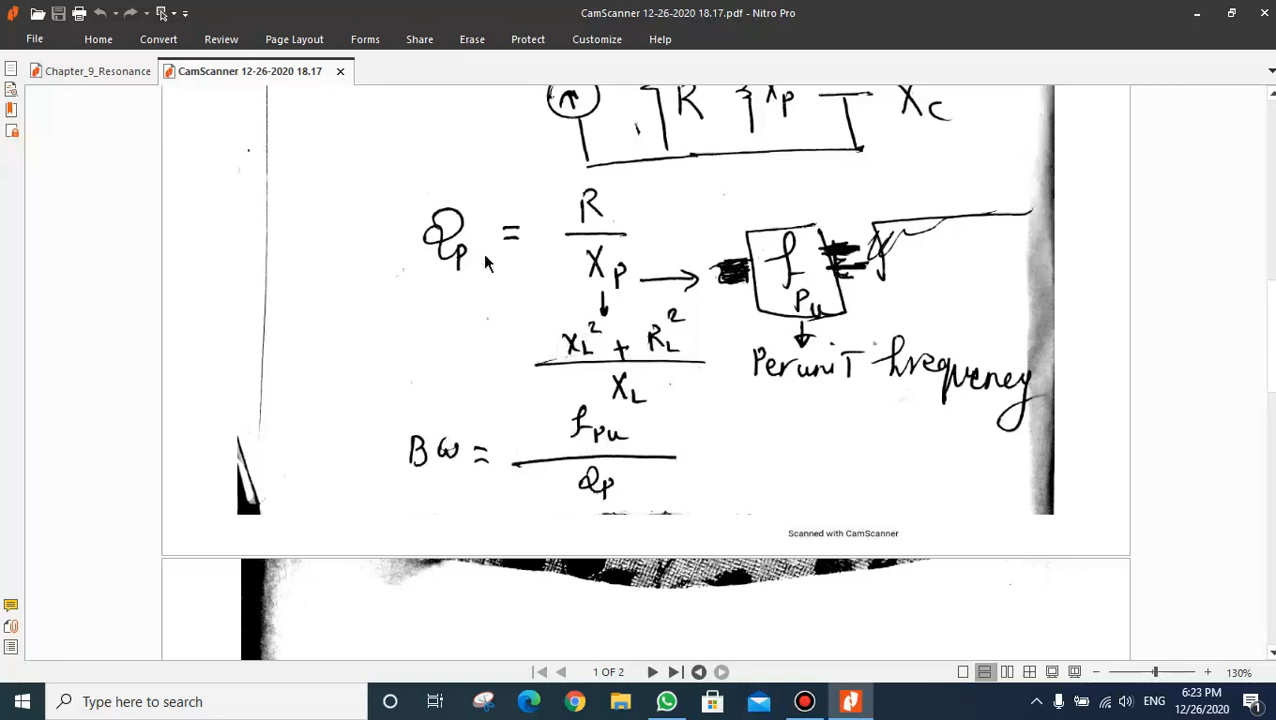 CamScanner 12-26-2020 18.17.pdf - Nitro Pro
File Home Convert Review Page Layout Forms Share Erase Protect Customize Help
Chapter_9_Resonance CamScanner 12-26-2020 18.17
R Xp XC
Qp = R / Xp → fpu
↓ ↓
XL² + RL² / XL Perunit frequency
Bω = fpu / Qp
Scanned with CamScanner
1 OF 2
130%
Type here to search
ENG
6:23 PM
12/26/2020